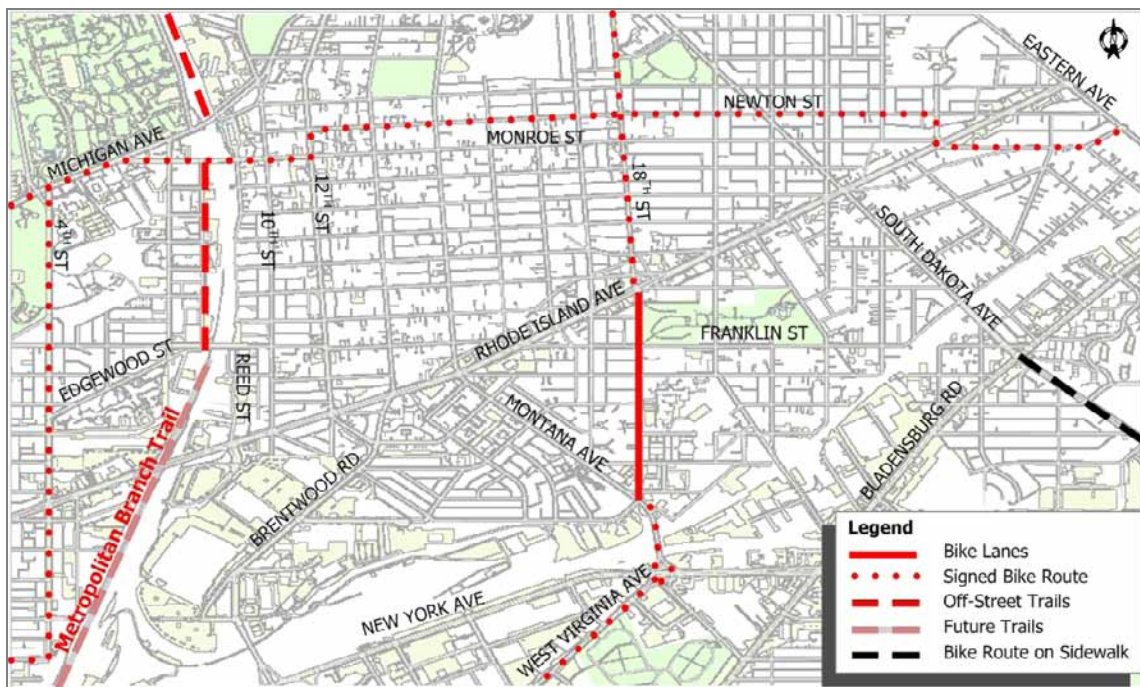 EASTERN AVE
NEWTON ST
MONROE ST
MICHIGAN AVE
12TH ST
18TH ST
4TH ST
10TH ST
SOUTH DAKOTA AVE
RHODE ISLAND AVE
FRANKLIN ST
EDGEWOOD ST
REED ST
MONTANA AVE
BLADENSBURG RD
BRENTWOOD RD
Metropolitan Branch Trail
NEW YORK AVE
WEST VIRGINIA AVE
Legend
Bike Lanes
Signed Bike Route
Off-Street Trails
Future Trails
Bike Route on Sidewalk